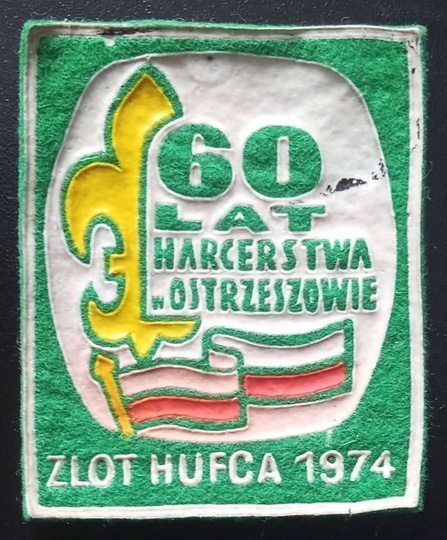 60
LAT
HARCERSTWA
w OSTRZESZOWIE
ZLOT HUFCA 1974